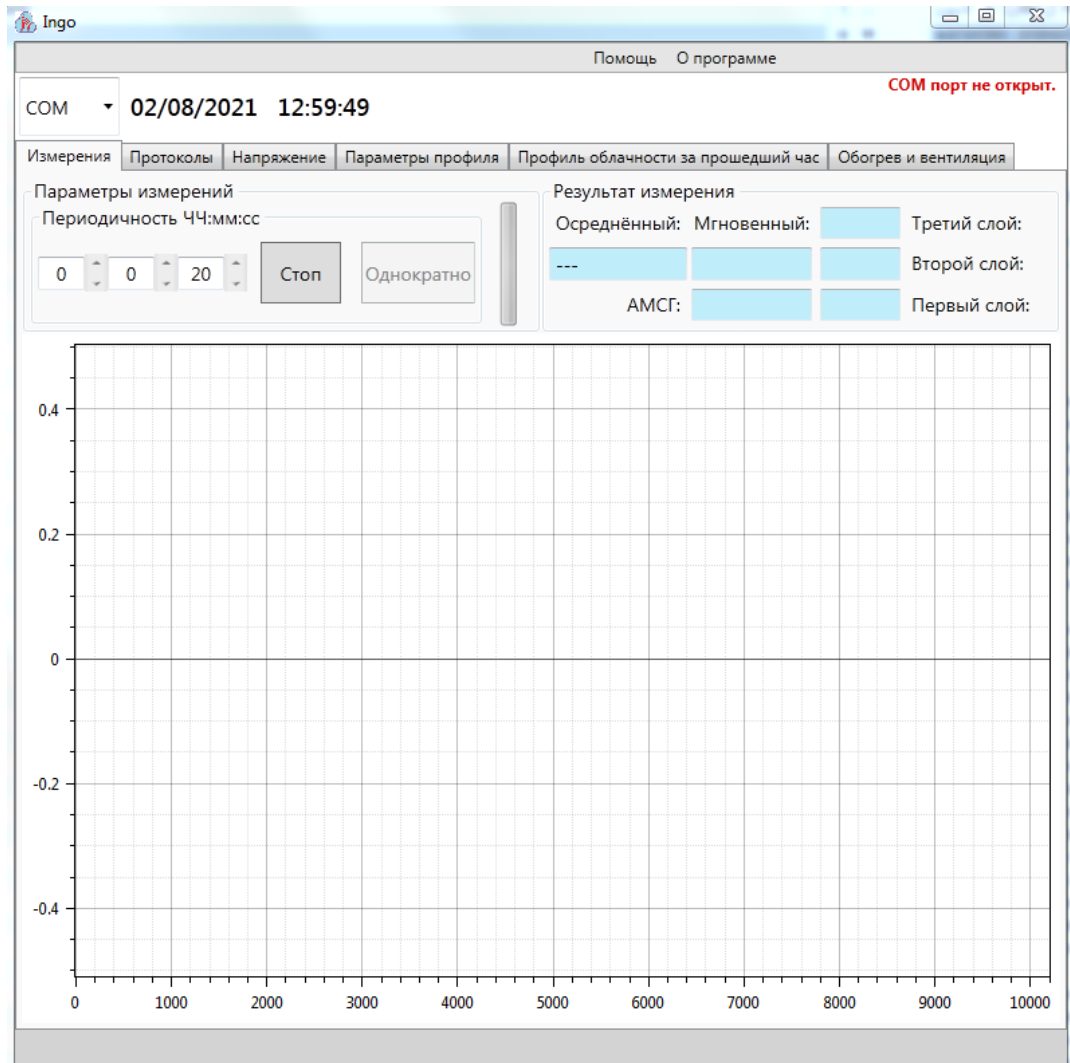 Ingo
Помощь О программе
COM 02/08/2021 12:59:49 COM порт не открыт.
Измерения Протоколы Напряжение Параметры профиля Профиль облачности за прошедший час Обогрев и вентиляция
Параметры измерений
Периодичность ЧЧ:мм:сс
0 0 20 Стоп Однократно
Результат измерения
Осреднённый: Мгновенный: Третий слой:
--- Второй слой:
АМСГ: Первый слой:
0.4
0.2
0
-0.2
-0.4
0 1000 2000 3000 4000 5000 6000 7000 8000 9000 10000